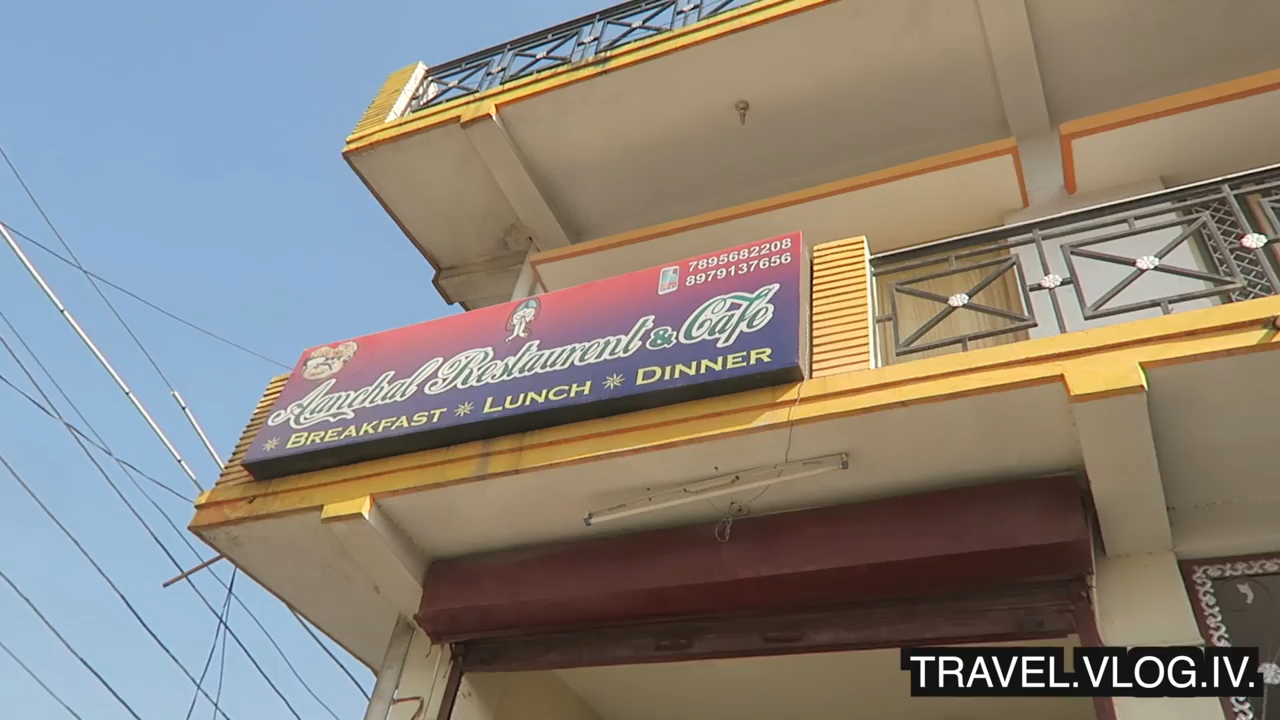 7895682208
8979137656
Aanchal Restaurent & Cafe
BREAKFAST LUNCH DINNER
TRAVEL.VLOG.IV.